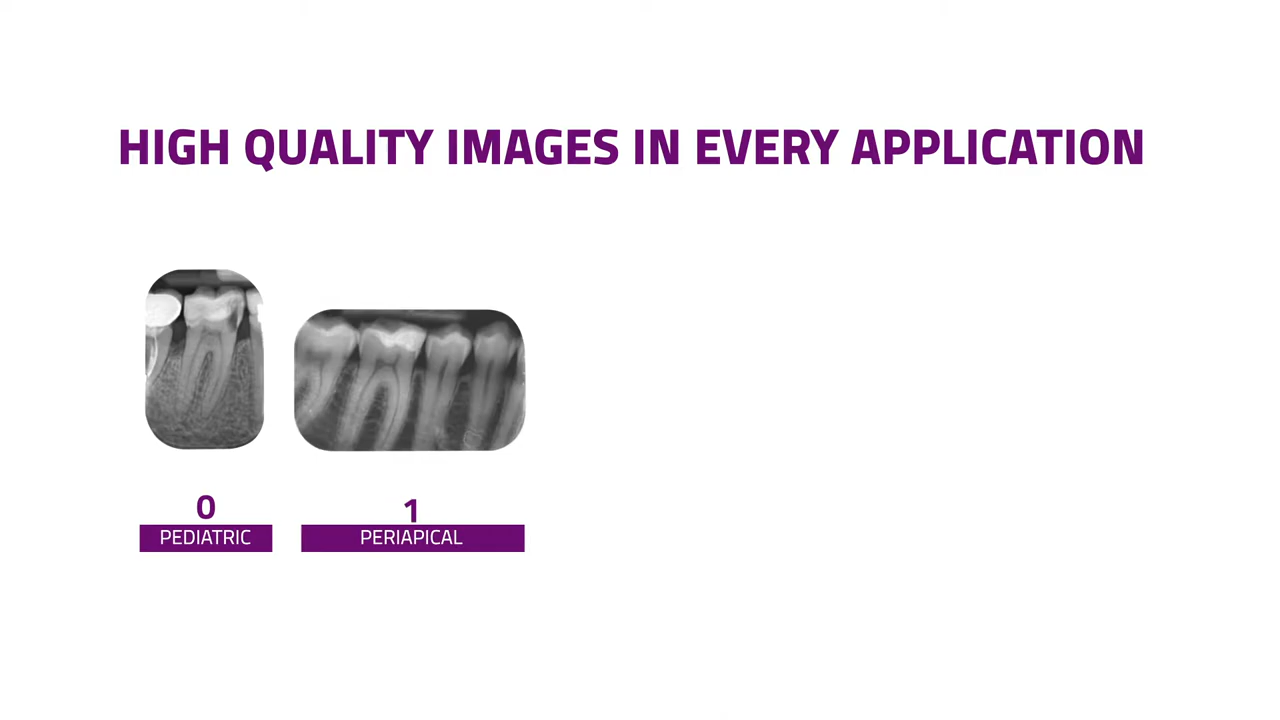 HIGH QUALITY IMAGES IN EVERY APPLICATION
0
PEDIATRIC
1
PERIAPICAL